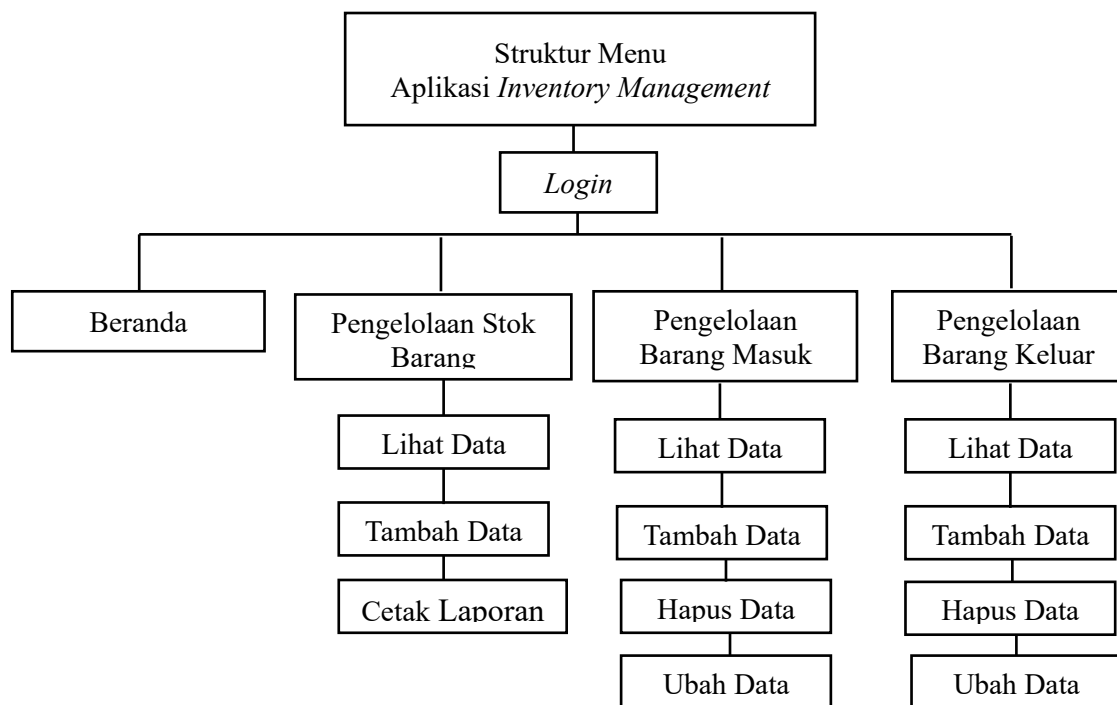 Struktur Menu
Aplikasi Inventory Management
Login
Beranda
Pengelolaan Stok
Barang
Pengelolaan
Barang Masuk
Pengelolaan
Barang Keluar
Lihat Data
Lihat Data
Lihat Data
Tambah Data
Tambah Data
Tambah Data
Cetak Laporan
Hapus Data
Hapus Data
Ubah Data
Ubah Data